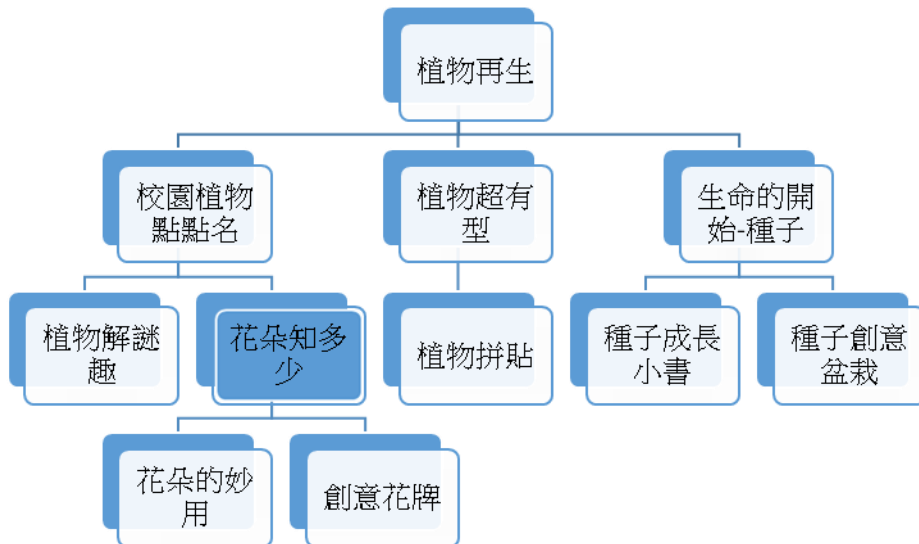 植物再生
校園植物
點點名
植物超有
型
生命的開
始-種子
植物解謎
趣
花朵知多
少
植物拼貼
種子成長
小書
種子創意
盆栽
花朵的妙
用
創意花牌